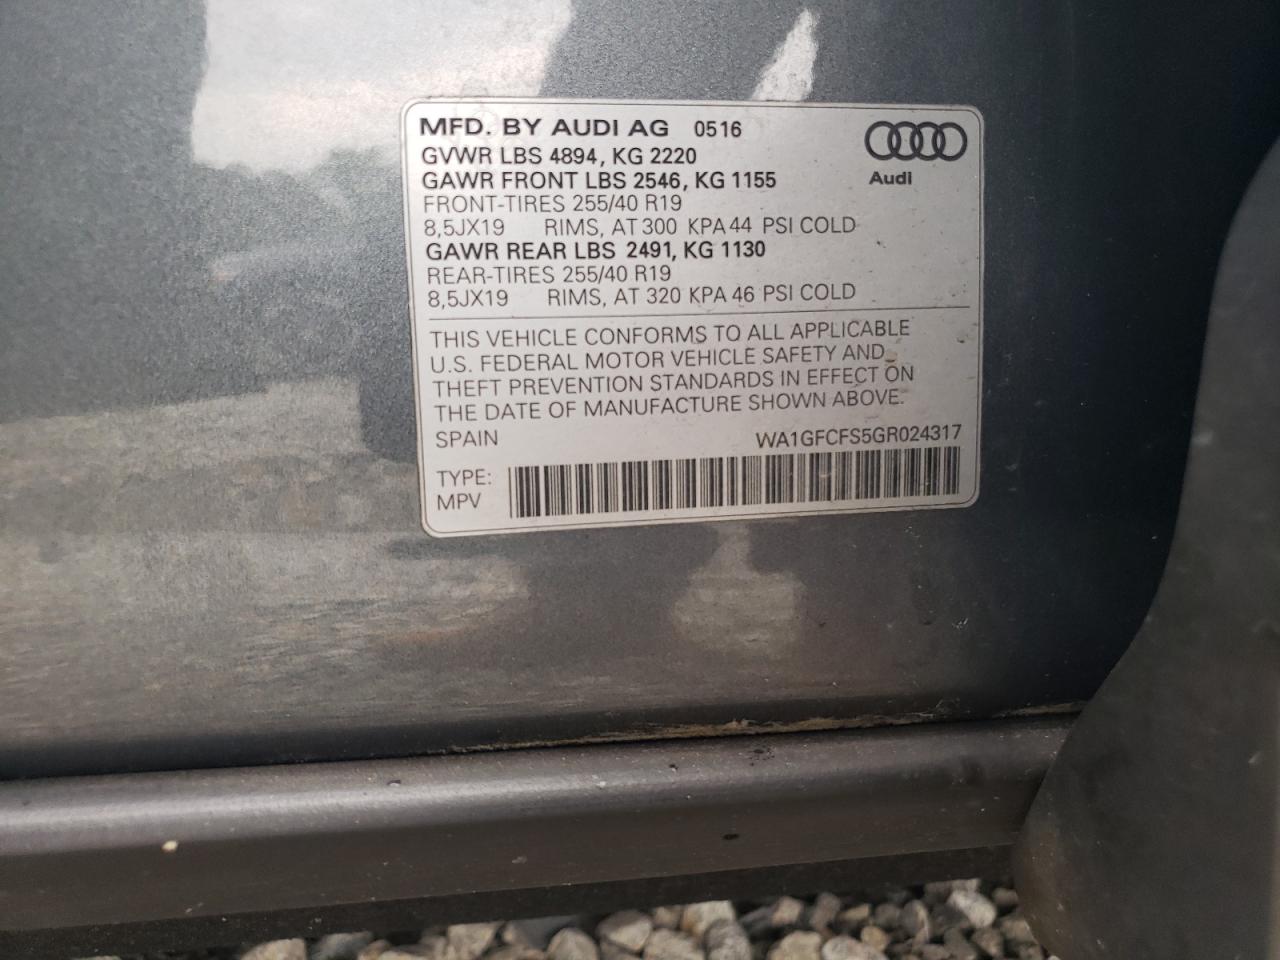 MFD. BY AUDI AG 0516
GVWR LBS 4894, KG 2220
GAWR FRONT LBS 2546, KG 1155
Audi
FRONT-TIRES 255/40 R19
8,5JX19 RIMS, AT 300 KPA 44 PSI COLD
GAWR REAR LBS 2491, KG 1130
REAR-TIRES 255/40 R19
8,5JX19 RIMS, AT 320 KPA 46 PSI COLD
THIS VEHICLE CONFORMS TO ALL APPLICABLE
U.S. FEDERAL MOTOR VEHICLE SAFETY AND
THEFT PREVENTION STANDARDS IN EFFECT ON
THE DATE OF MANUFACTURE SHOWN ABOVE.
SPAIN WA1GFCFS5GR024317
TYPE:
MPV